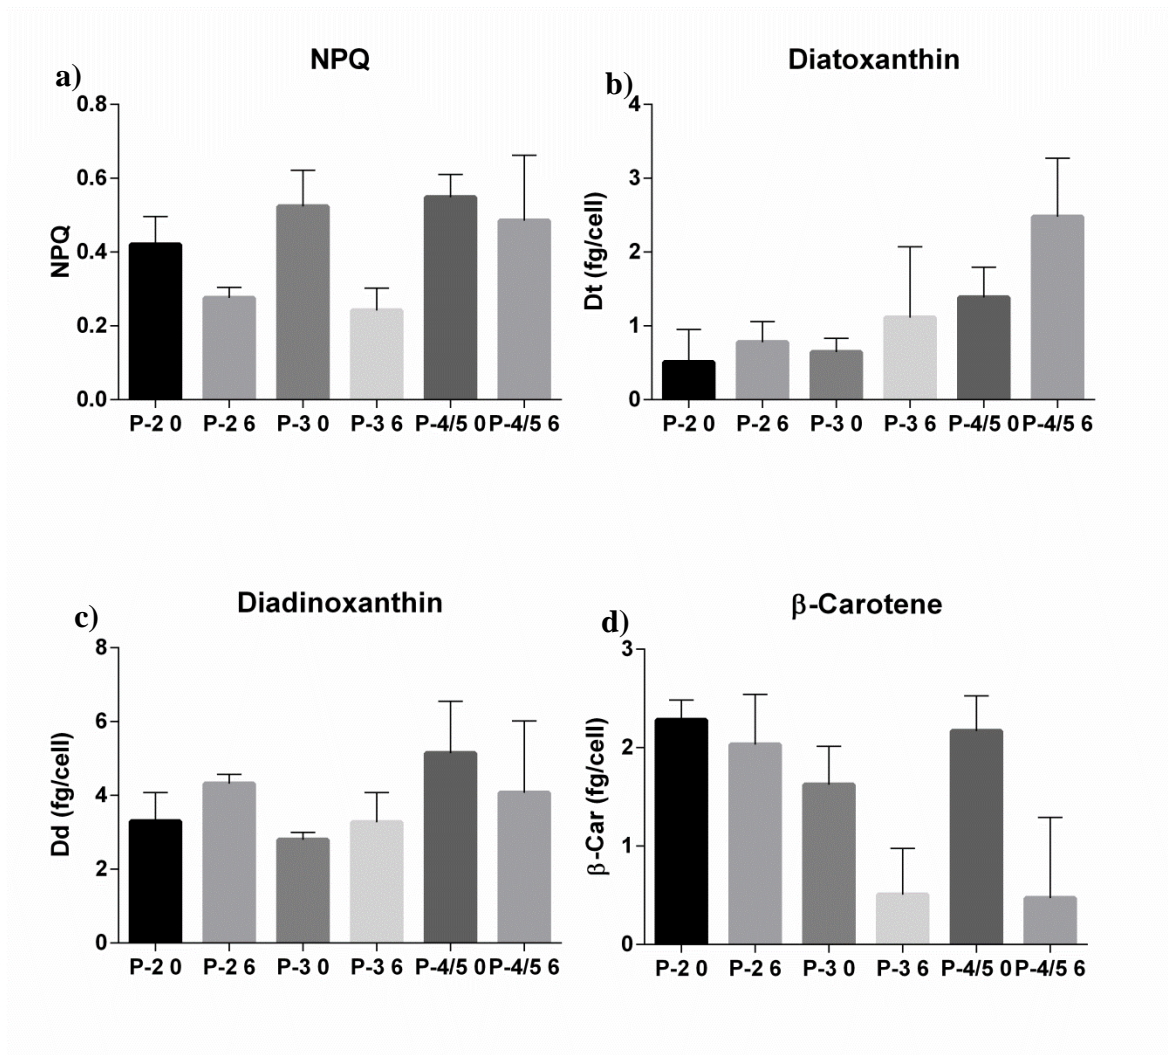 a)
NPQ
NPQ
0.8
0.6
0.4
0.2
0.0
P-2 0 P-2 6 P-3 0 P-3 6 P-4/5 0 P-4/5 6
b)
Diatoxanthin
Dt (fg/cell)
4
3
2
1
0
P-2 0 P-2 6 P-3 0 P-3 6 P-4/5 0 P-4/5 6
c)
Diadinoxanthin
Dd (fg/cell)
8
6
4
2
0
P-2 0 P-2 6 P-3 0 P-3 6 P-4/5 0 P-4/5 6
d)
β-Carotene
β-Car (fg/cell)
3
2
1
0
P-2 0 P-2 6 P-3 0 P-3 6 P-4/5 0 P-4/5 6